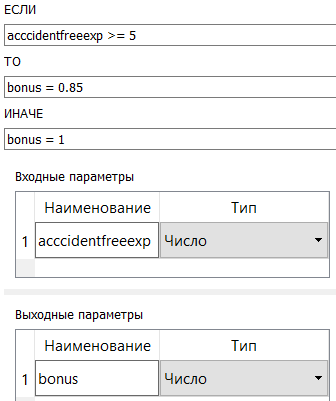 ЕСЛИ
acccidentfreeexp >= 5
ТО
bonus = 0.85
ИНАЧЕ
bonus = 1
Входные параметры
Наименование Тип
1 acccidentfreeexp Число
Выходные параметры
Наименование Тип
1 bonus Число